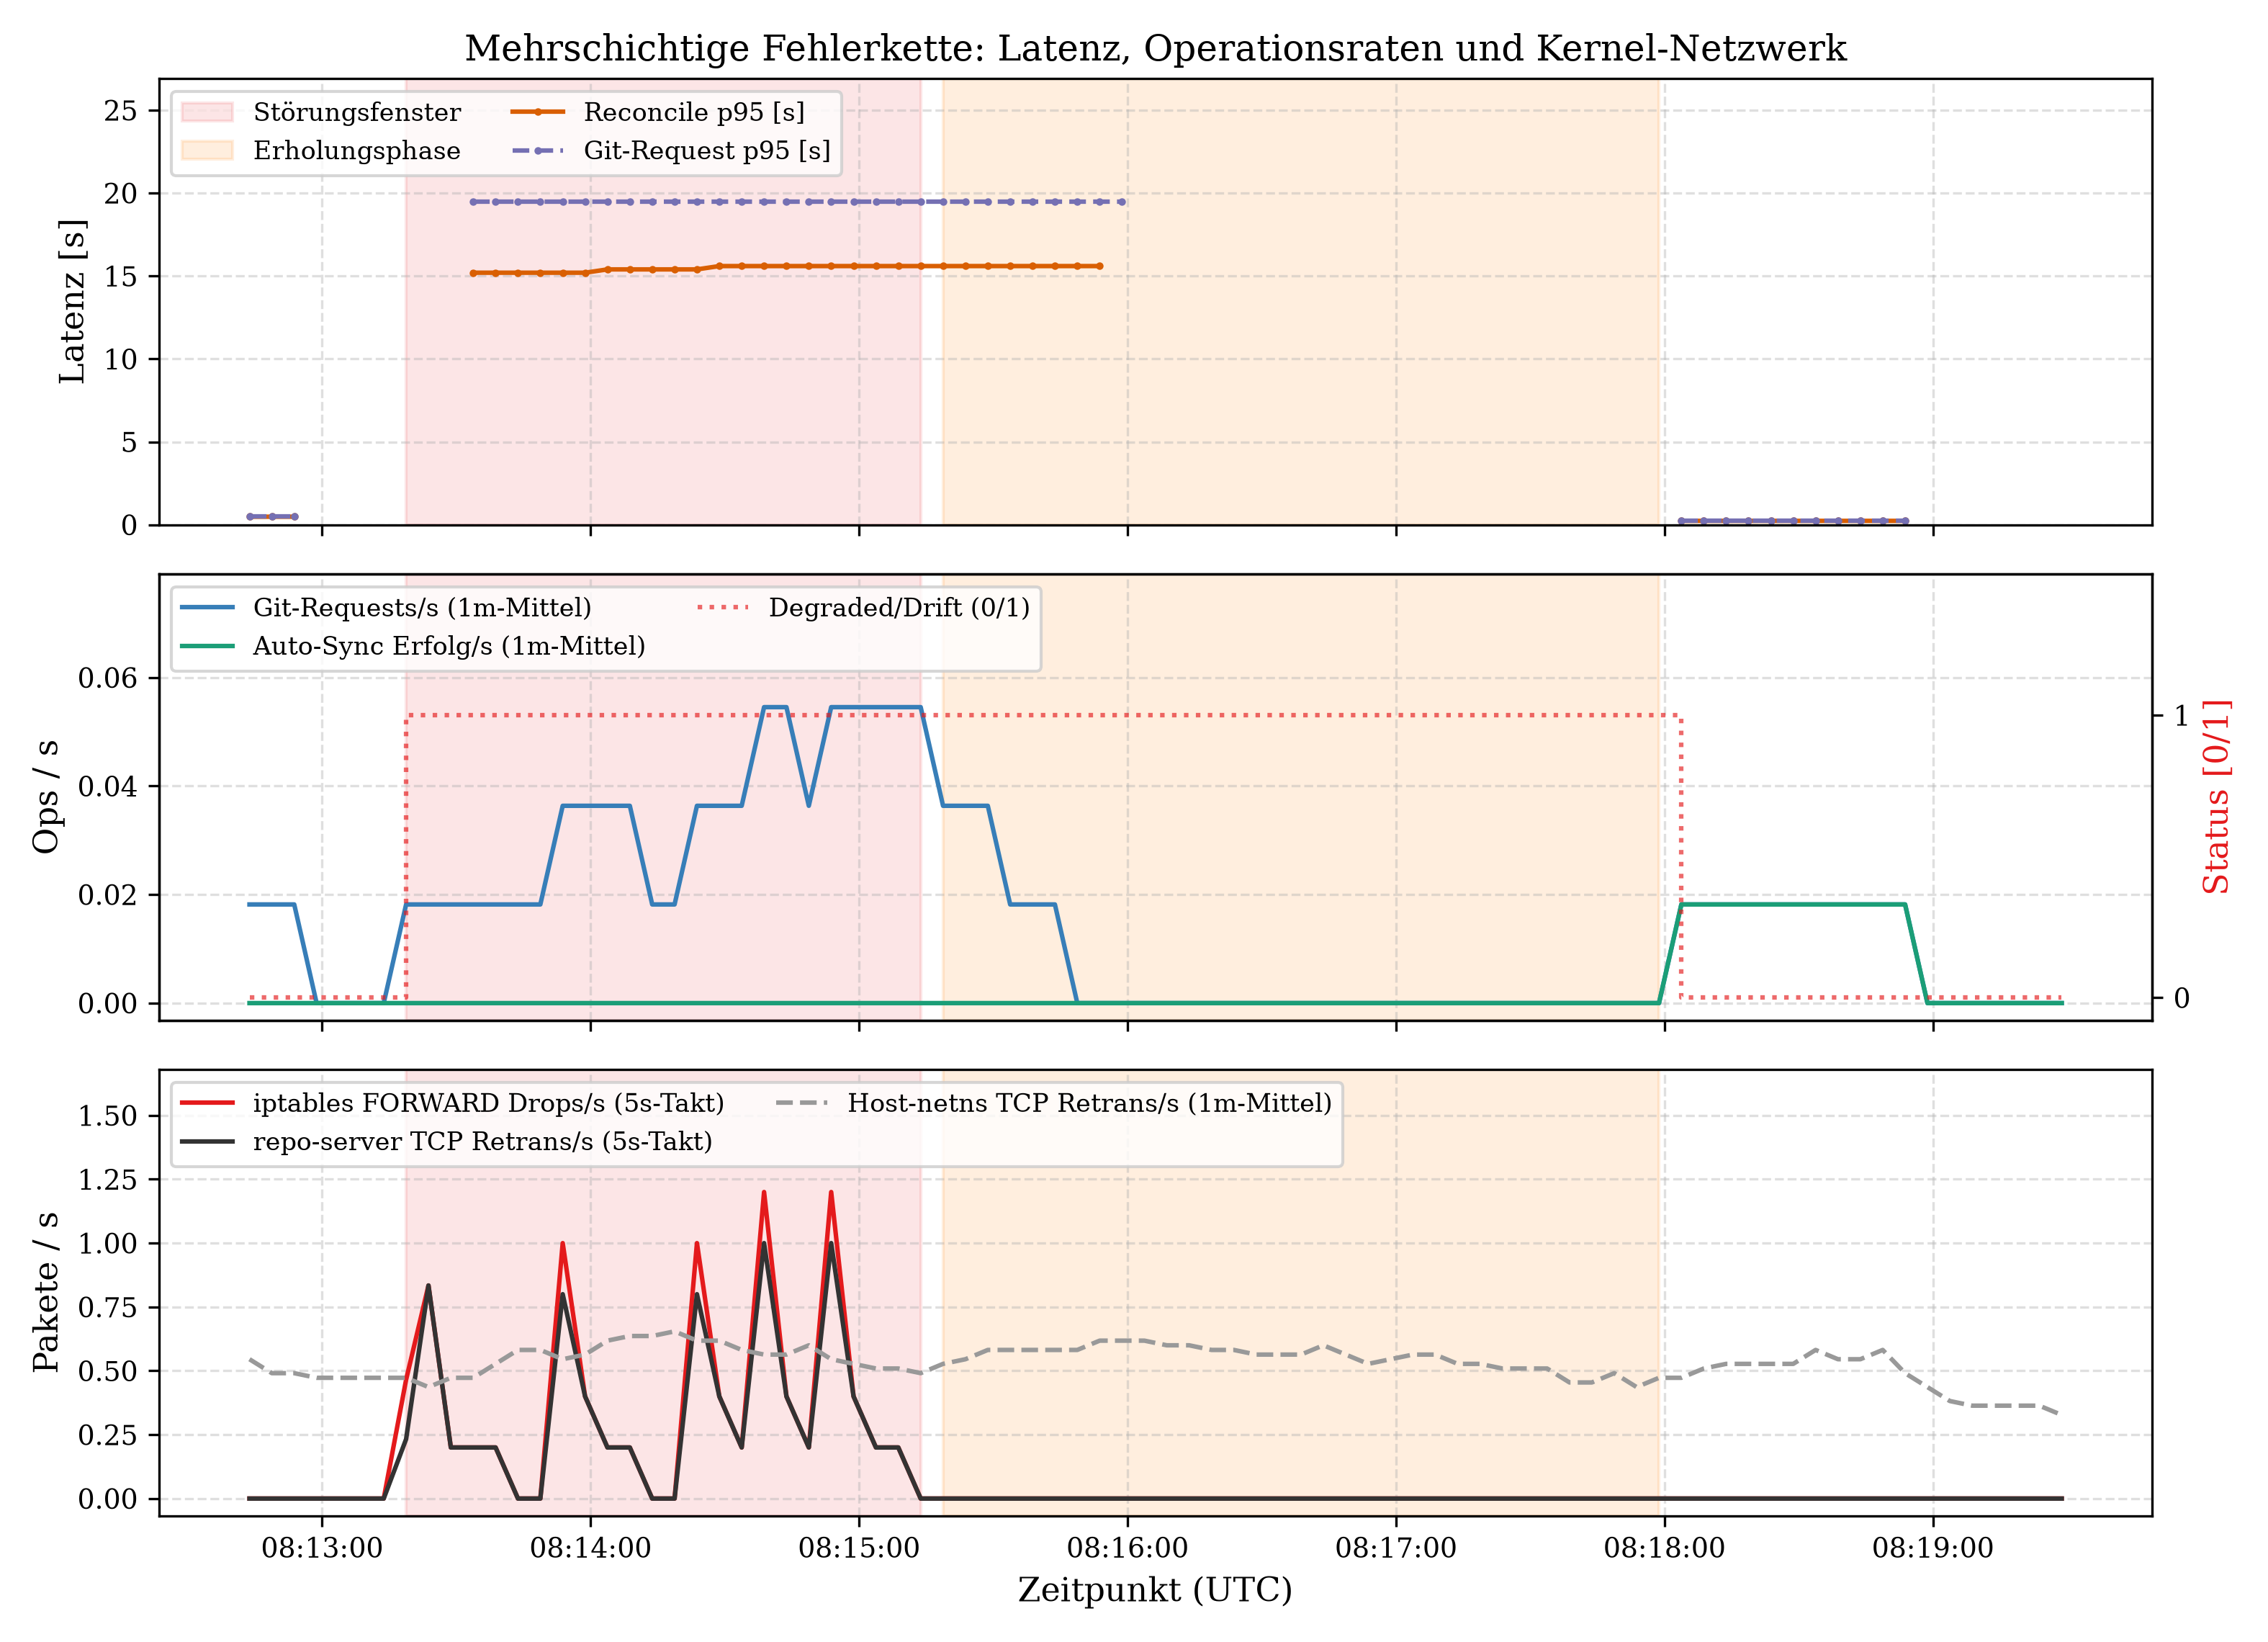 Mehrschichtige Fehlerkette: Latenz, Operationsraten und Kernel-Netzwerk
Störungsfenster
Erholungsphase
Reconcile p95 [s]
Git-Request p95 [s]
Latenz [s]
25
20
15
10
5
0
Git-Requests/s (1m-Mittel)
Auto-Sync Erfolg/s (1m-Mittel)
Degraded/Drift (0/1)
Ops / s
0.06
0.04
0.02
0.00
1
0
Status [0/1]
iptables FORWARD Drops/s (5s-Takt)
repo-server TCP Retrans/s (5s-Takt)
Host-netns TCP Retrans/s (1m-Mittel)
Pakete / s
1.50
1.25
1.00
0.75
0.50
0.25
0.00
08:13:00 08:14:00 08:15:00 08:16:00 08:17:00 08:18:00 08:19:00
Zeitpunkt (UTC)